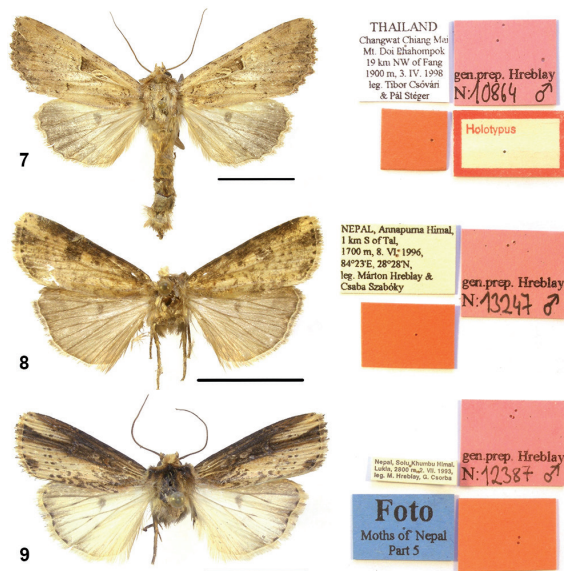 THAILAND
Changwat Chiang Mai
Mt. Doi Phahompok
19 km NW of Fang
1900 m, 3. IV. 1998
leg. Tibor Csővári
& Pál Stéger
gen.prep. Hreblay
N:10864 ♂
Holotypus
7
NEPAL, Annapurna Himal,
1 km S of Tal,
1700 m, 8. VI. 1996,
84°23'E, 28°28'N,
leg. Márton Hreblay &
Csaba Szabóky
gen.prep. Hreblay
N:13247 ♂
8
Nepal, Solu Khumbu Himal.
Lukla, 2800 m, 2. VII. 1993,
leg. M. Hreblay, G. Csorba
gen.prep. Hreblay
N:12387 ♂
Foto
Moths of Nepal
Part 5
9